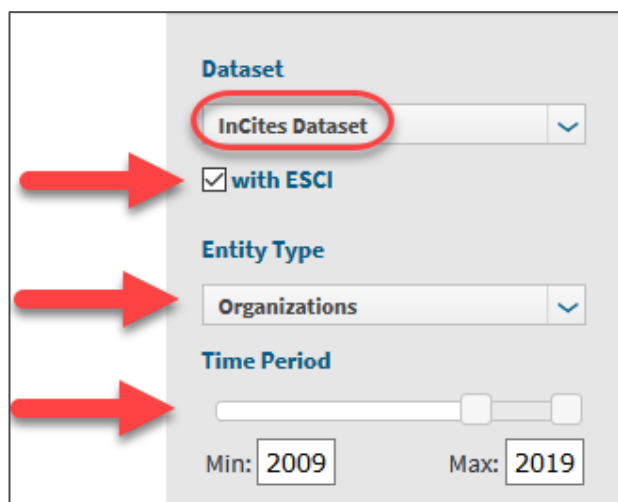 Dataset
InCites Dataset
with ESCI
Entity Type
Organizations
Time Period
Min: 2009 Max: 2019